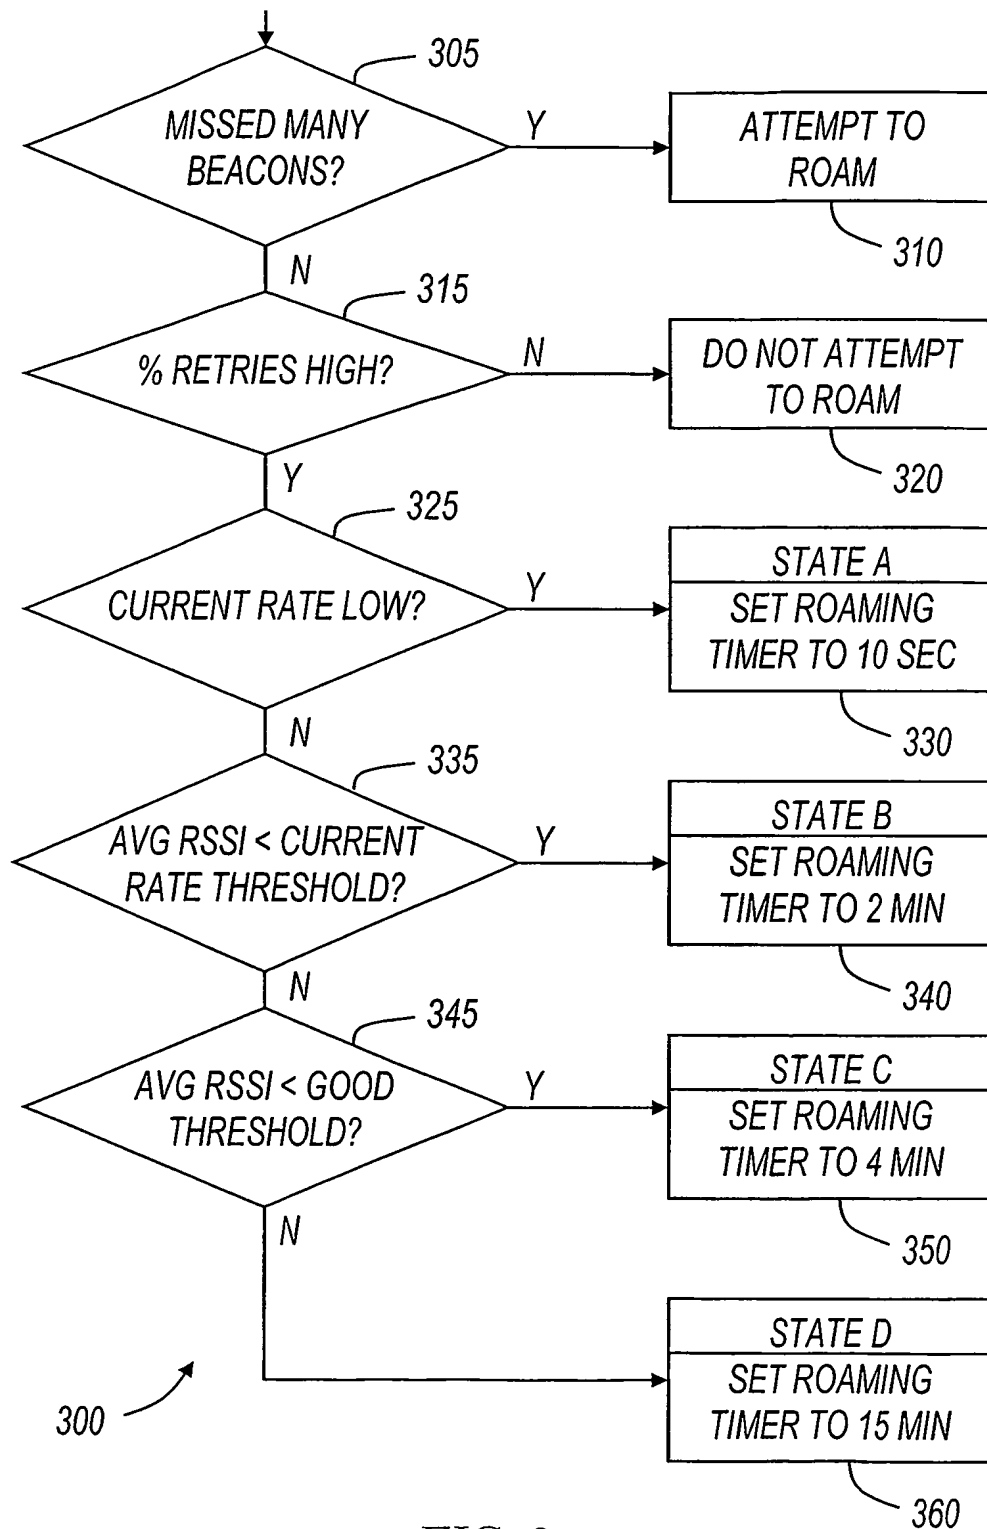 305
MISSED MANY
BEACONS?
Y
ATTEMPT TO
ROAM
310
N
315
% RETRIES HIGH?
N
DO NOT ATTEMPT
TO ROAM
320
Y
325
CURRENT RATE LOW?
Y
STATE A
SET ROAMING
TIMER TO 10 SEC
330
N
335
AVG RSSI < CURRENT
RATE THRESHOLD?
Y
STATE B
SET ROAMING
TIMER TO 2 MIN
340
N
345
AVG RSSI < GOOD
THRESHOLD?
Y
STATE C
SET ROAMING
TIMER TO 4 MIN
350
N
STATE D
SET ROAMING
TIMER TO 15 MIN
300
360